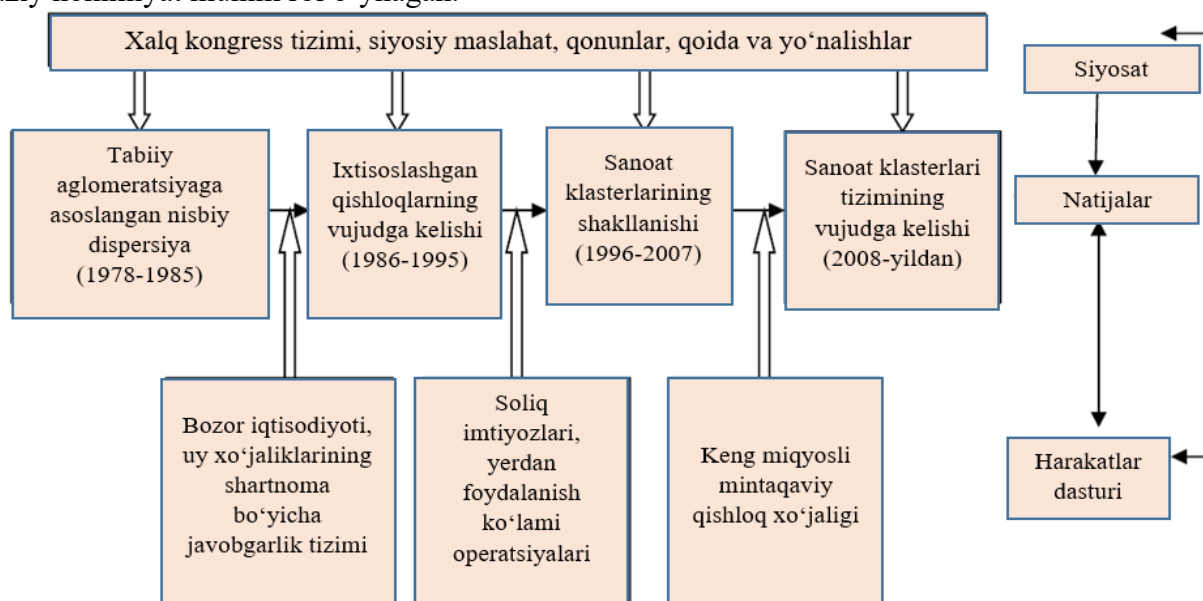 Xalq kongress tizimi, siyosiy maslahat, qonunlar, qoida va yo‘nalishlar
Siyosat
Tabiiy
aglomeratsiyaga
asoslangan nisbiy
dispersiya
(1978-1985)
Ixtisoslashgan
qishloqlarning
vujudga kelishi
(1986-1995)
Sanoat
klasterlarining
shakllanishi
(1996-2007)
Sanoat klasterlari
tizimining
vujudga kelishi
(2008-yildan)
Natijalar
Bozor iqtisodiyoti,
uy xo‘jaliklarining
shartnoma
bo‘yicha
javobgarlik tizimi
Soliq
imtiyozlari,
yerdan
foydalanish
ko‘lami
operatsiyalari
Keng miqyosli
mintaqaviy
qishloq xo‘jaligi
Harakatlar
dasturi